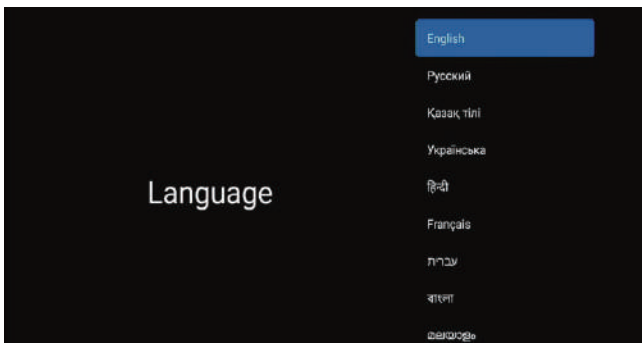 Language
English
Русский
Қазақ тілі
Українська
हिन्दी
Français
עברית
বাংলা
മലയാളം